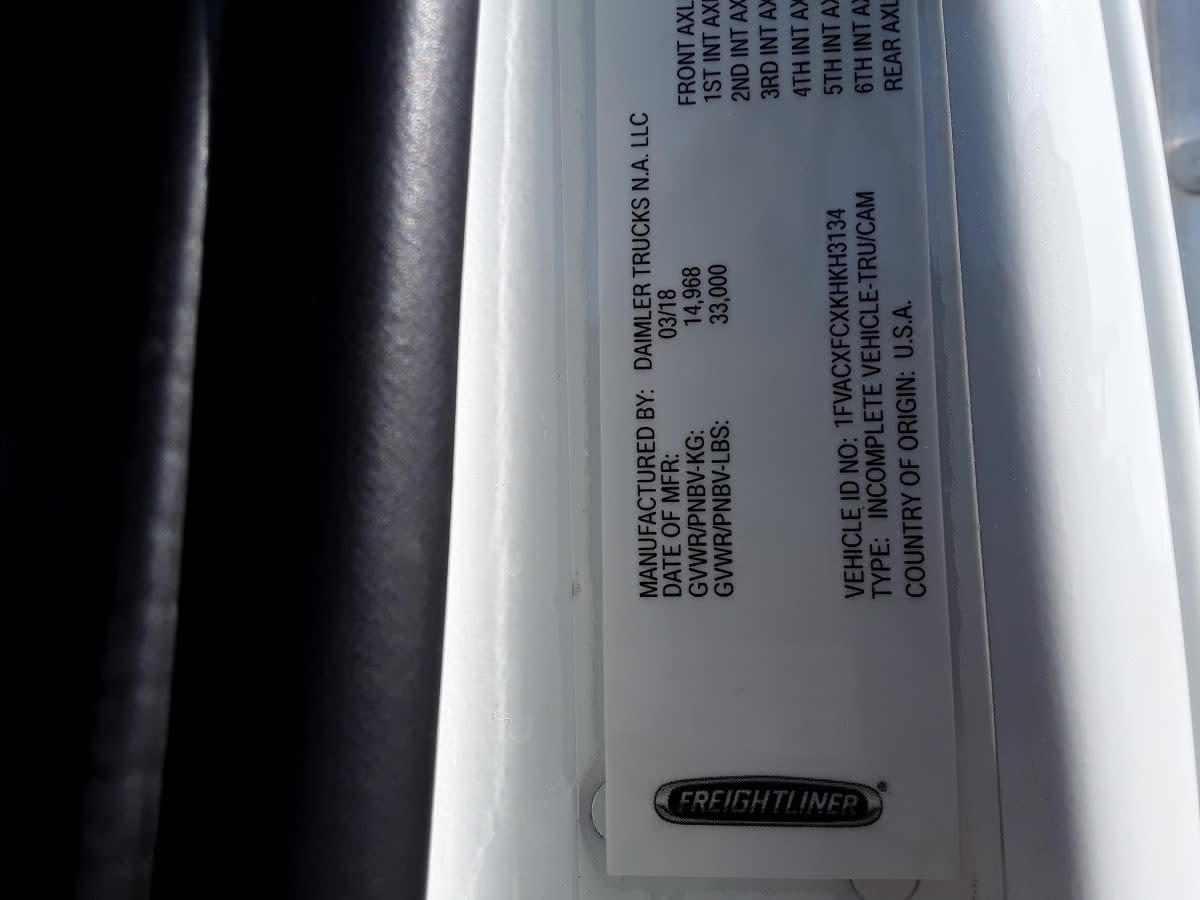 FREIGHTLINER®
MANUFACTURED BY: DAIMLER TRUCKS N.A. LLC
DATE OF MFR: 03/18
GVWR/PNBV-KG: 14,968
GVWR/PNBV-LBS: 33,000
VEHICLE ID NO: 1FVACXFCXKHKH3134
TYPE: INCOMPLETE VEHICLE-TRU/CAM
COUNTRY OF ORIGIN: U.S.A.
FRONT AXL
1ST INT AX
2ND INT AX
3RD INT AX
4TH INT AX
5TH INT AX
6TH INT AX
REAR AXL